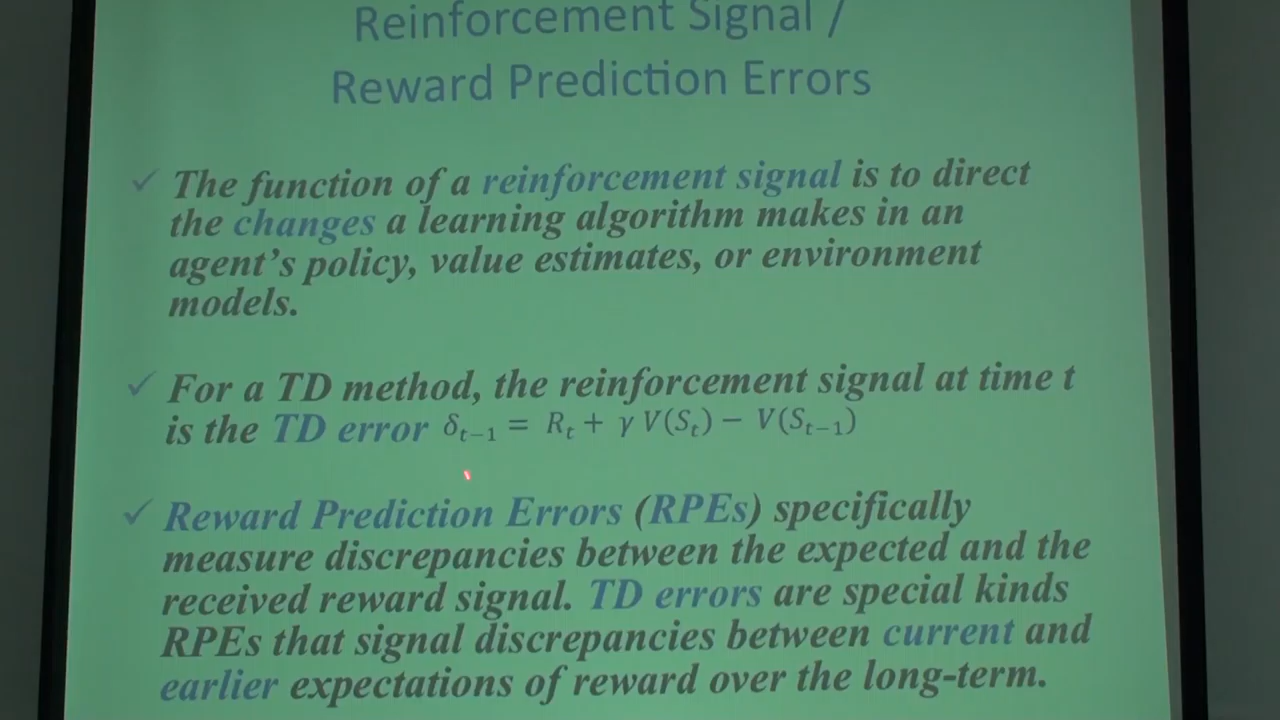 Reinforcement Signal /
Reward Prediction Errors
✓ The function of a reinforcement signal is to direct
the changes a learning algorithm makes in an
agent's policy, value estimates, or environment
models.
✓ For a TD method, the reinforcement signal at time t
is the TD error δₜ₋₁ = Rₜ + γ V(Sₜ) − V(Sₜ₋₁)
✓ Reward Prediction Errors (RPEs) specifically
measure discrepancies between the expected and the
received reward signal. TD errors are special kinds
RPEs that signal discrepancies between current and
earlier expectations of reward over the long-term.